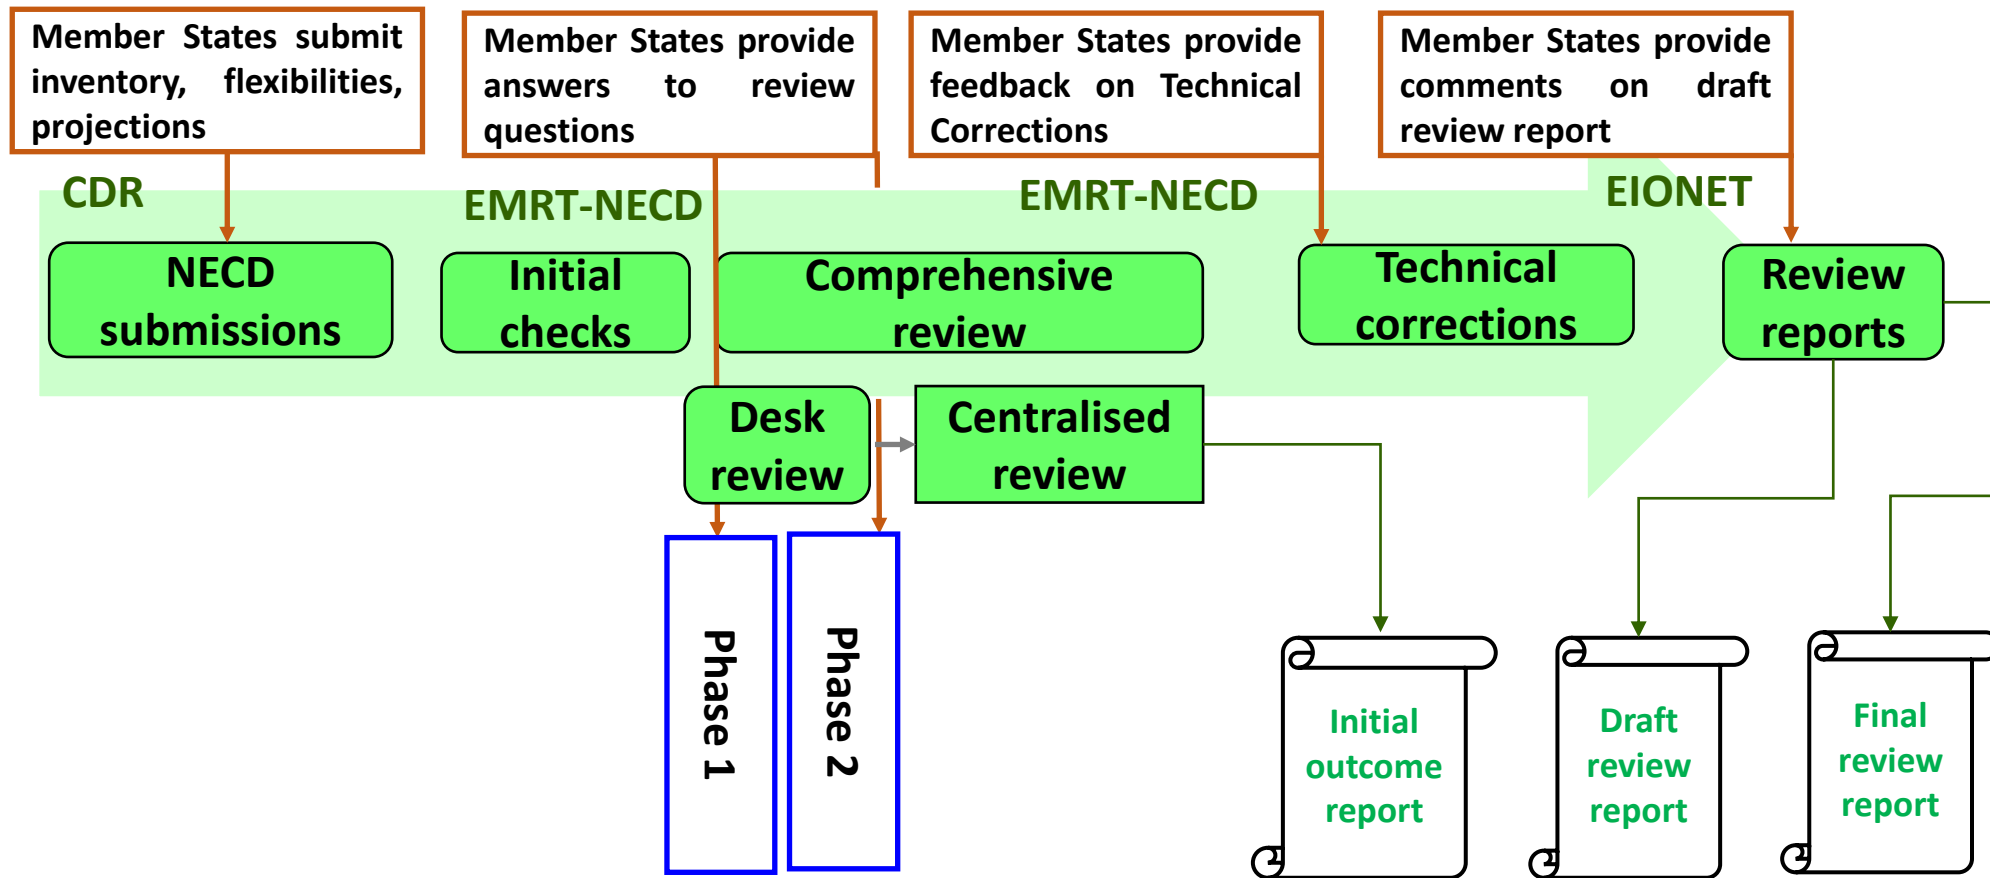 Member States submit
inventory, flexibilities,
projections
Member States provide
answers to review
questions
Member States provide
feedback on Technical
Corrections
Member States provide
comments on draft
review report
CDR
EMRT-NECD
EMRT-NECD
EIONET
NECD
submissions
Initial
checks
Comprehensive
review
Technical
corrections
Review
reports
Desk
review
Centralised
review
Phase 1
Phase 2
Initial
outcome
report
Draft
review
report
Final
review
report